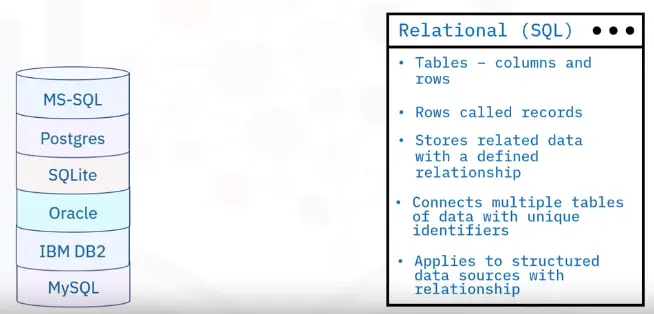 MS-SQL
Postgres
SQLite
Oracle
IBM DB2
MySQL
Relational (SQL)
• Tables – columns and
rows
• Rows called records
• Stores related data
with a defined
relationship
• Connects multiple tables
of data with unique
identifiers
• Applies to structured
data sources with
relationship